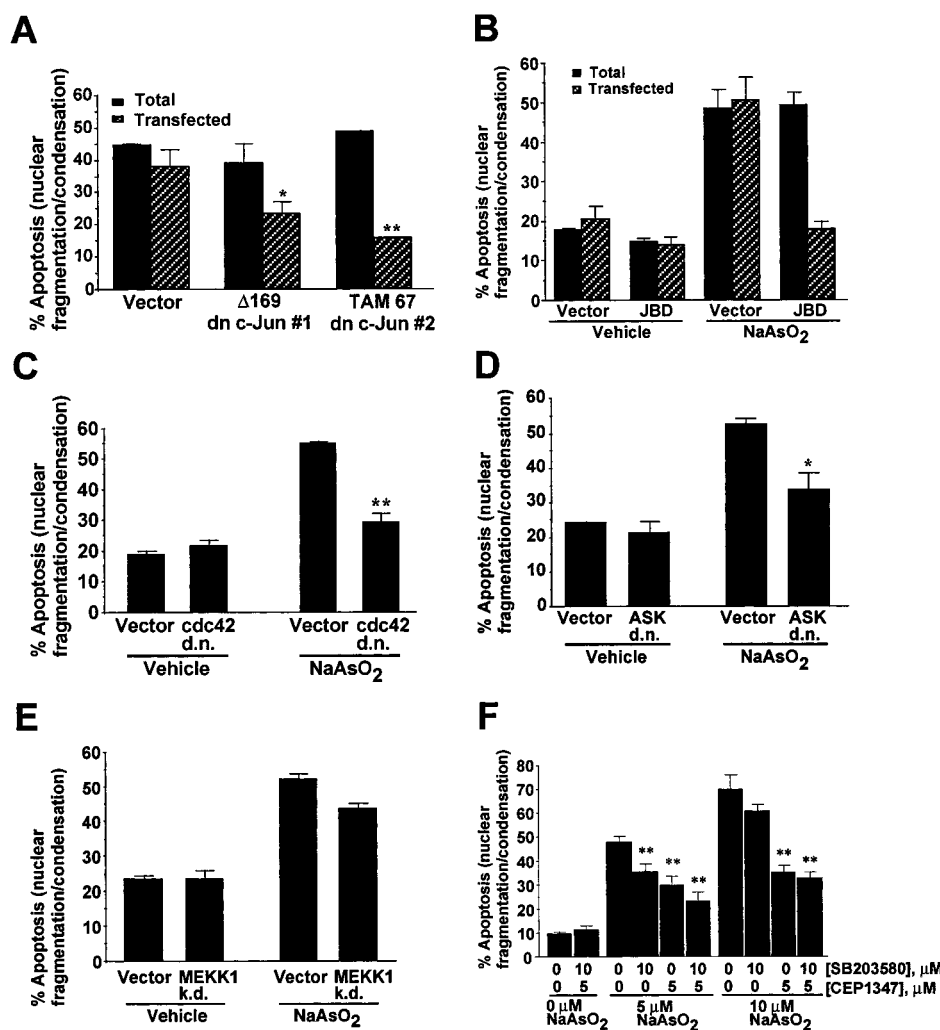 A
% Apoptosis (nuclear
fragmentation/condensation)
60
50
40
30
20
10
0
Total
Transfected
*
**
Vector
Δ169
dn c-Jun #1
TAM 67
dn c-Jun #2
B
% Apoptosis (nuclear
fragmentation/condensation)
60
50
40
30
20
10
0
Total
Transfected
Vector JBD Vector JBD
Vehicle NaAsO2
C
% Apoptosis (nuclear
fragmentation/condensation)
60
50
40
30
20
10
0
**
Vector cdc42 Vector cdc42
d.n. d.n.
Vehicle NaAsO2
D
% Apoptosis (nuclear
fragmentation/condensation)
60
50
40
30
20
10
0
*
Vector ASK Vector ASK
d.n. d.n.
Vehicle NaAsO2
E
% Apoptosis (nuclear
fragmentation/condensation)
60
50
40
30
20
10
0
Vector MEKK1 Vector MEKK1
k.d. k.d.
Vehicle NaAsO2
F
% Apoptosis (nuclear
fragmentation/condensation)
80
70
60
50
40
30
20
10
0
** ** ** ** **
0 10 0 10 0 10 0 10 0 10 [SB203580], μM
0 5 0 0 5 5 0 0 5 5 [CEP1347], μM
0 μM 5 μM 10 μM
NaAsO2 NaAsO2 NaAsO2